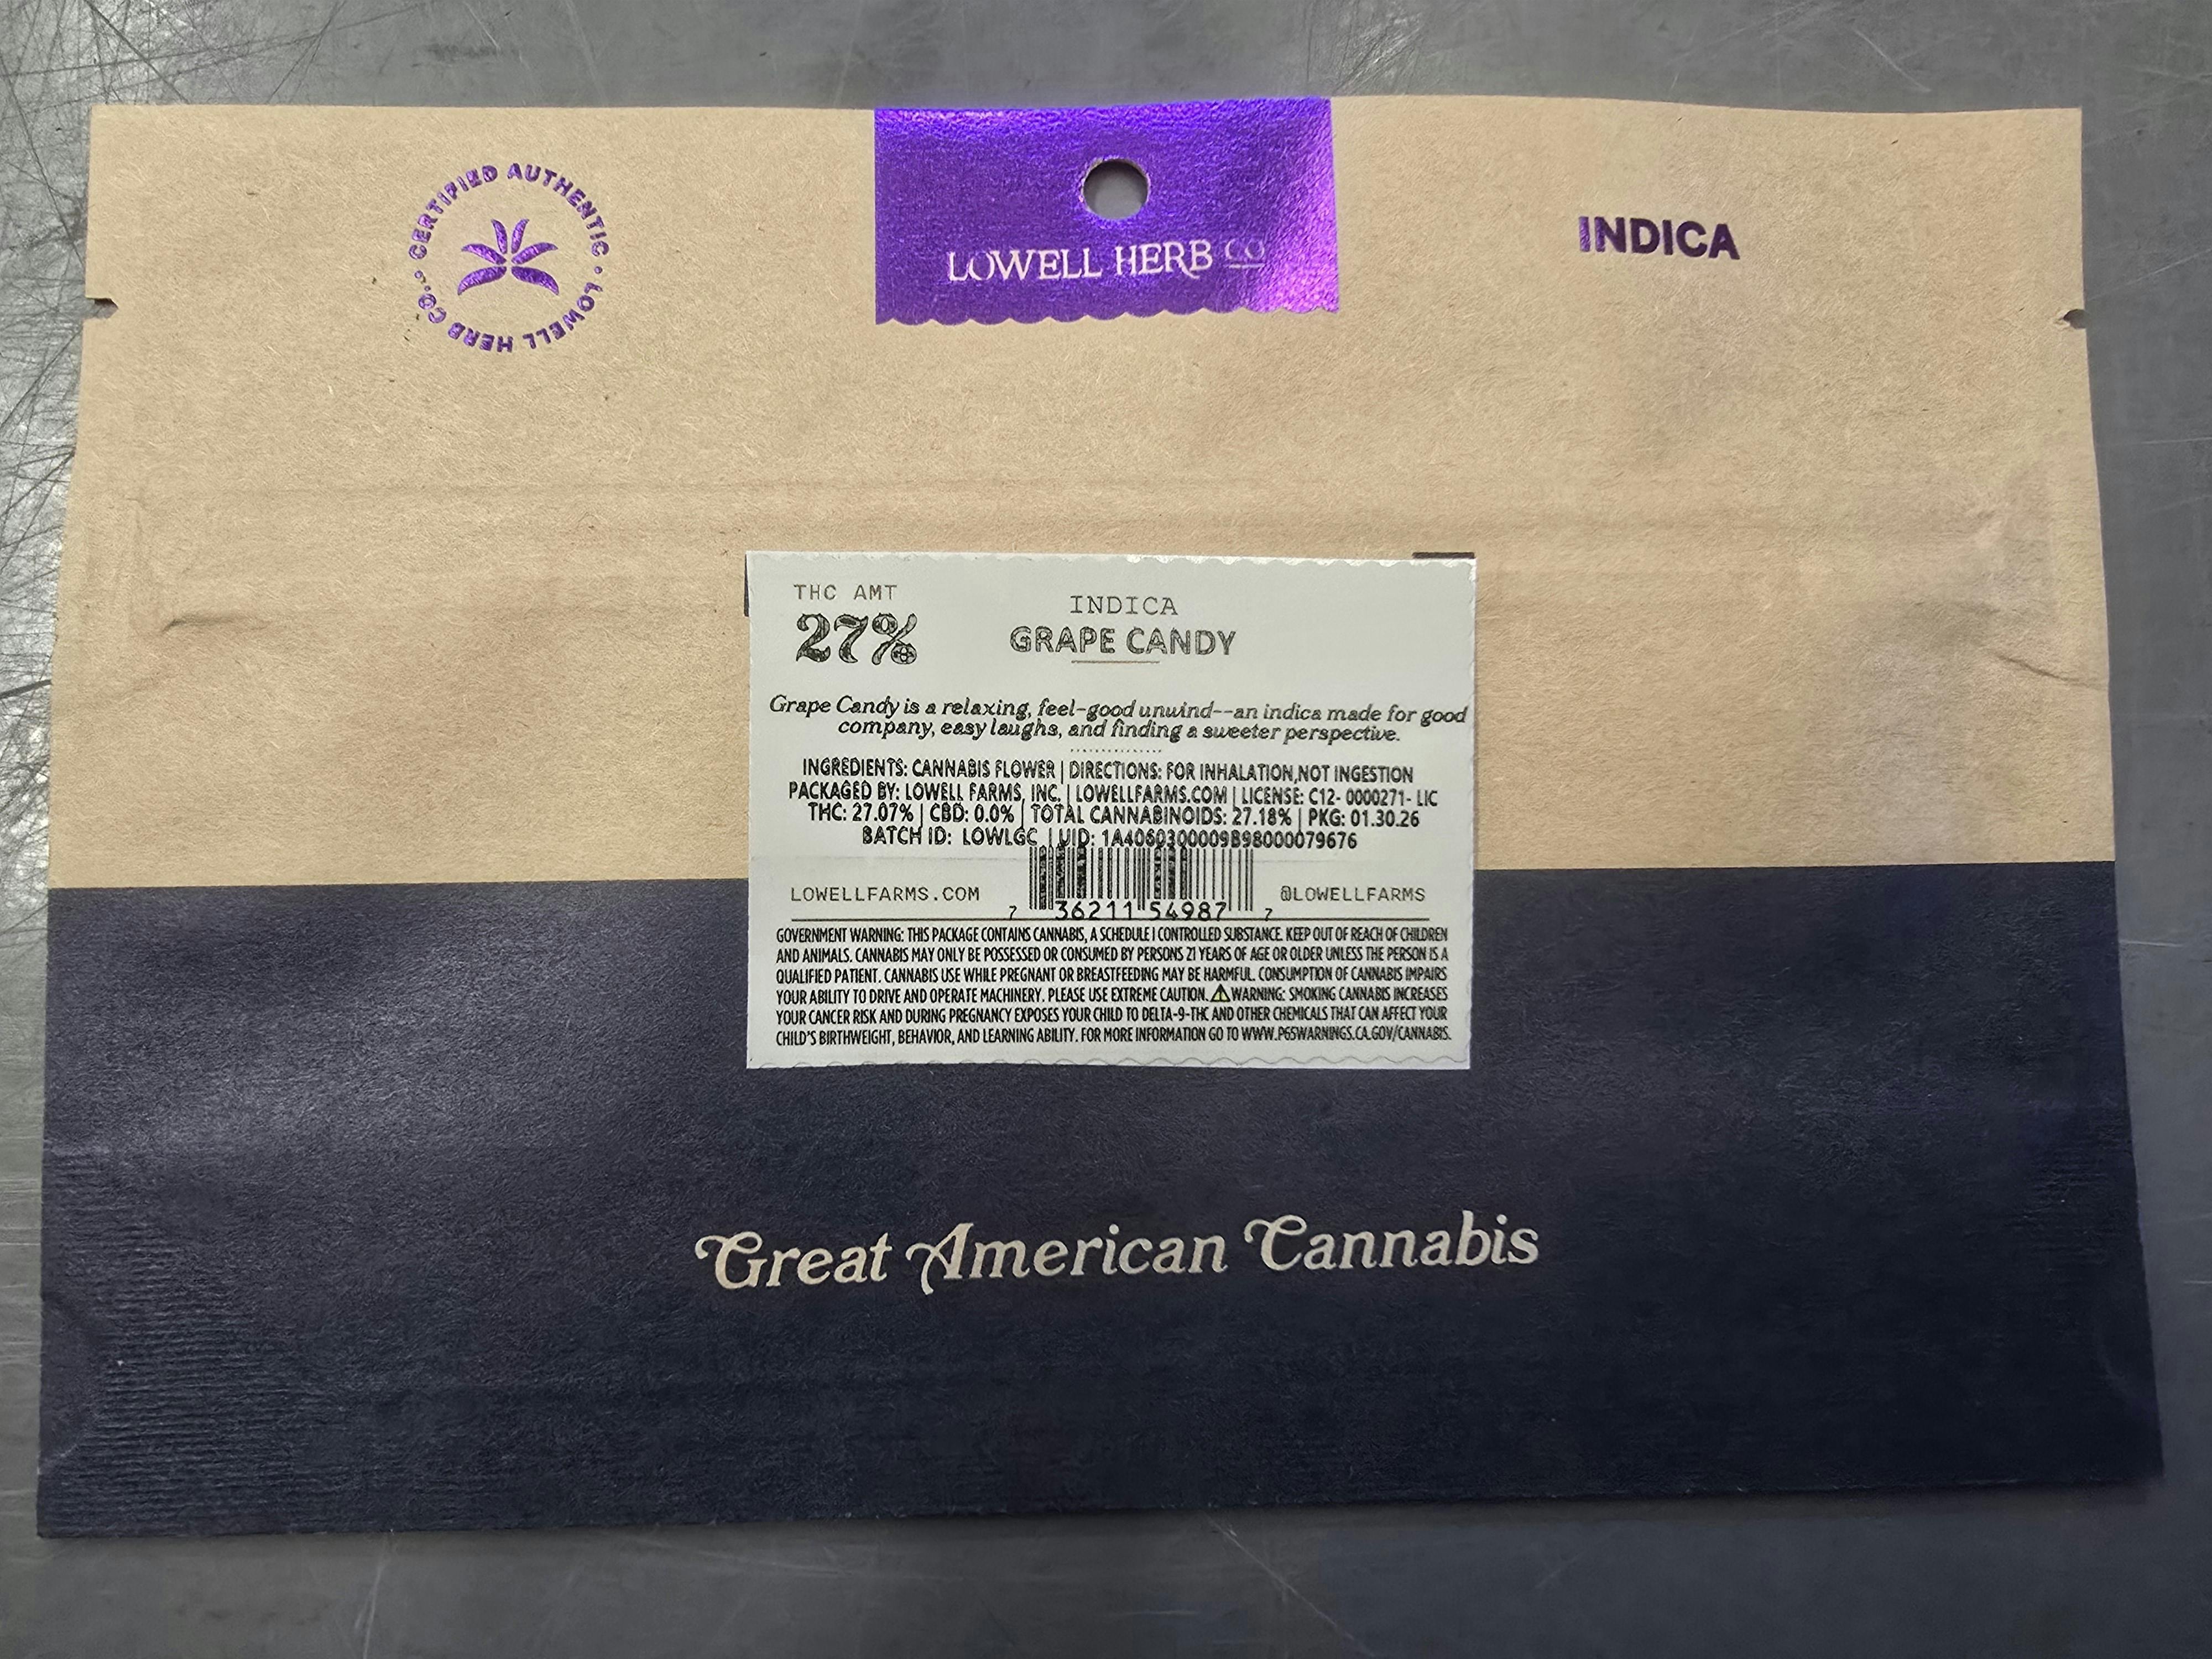 CERTIFIED AUTHENTIC · LOWELL HERB CO. ·
LOWELL HERB CO
INDICA
THC AMT
27%
INDICA
GRAPE CANDY
Grape Candy is a relaxing, feel-good unwind--an indica made for good
company, easy laughs, and finding a sweeter perspective.
INGREDIENTS: CANNABIS FLOWER | DIRECTIONS: FOR INHALATION,NOT INGESTION
PACKAGED BY: LOWELL FARMS, INC. | LOWELLFARMS.COM | LICENSE: C12- 0000271- LIC
THC: 27.07% | CBD: 0.0% | TOTAL CANNABINOIDS: 27.18% | PKG: 01.30.26
BATCH ID: LOWLGC | UID: 1A4060300009B98000079676
LOWELLFARMS.COM
7 36211 54987 7
@LOWELLFARMS
GOVERNMENT WARNING: THIS PACKAGE CONTAINS CANNABIS, A SCHEDULE I CONTROLLED SUBSTANCE. KEEP OUT OF REACH OF CHILDREN
AND ANIMALS. CANNABIS MAY ONLY BE POSSESSED OR CONSUMED BY PERSONS 21 YEARS OF AGE OR OLDER UNLESS THE PERSON IS A
QUALIFIED PATIENT. CANNABIS USE WHILE PREGNANT OR BREASTFEEDING MAY BE HARMFUL. CONSUMPTION OF CANNABIS IMPAIRS
YOUR ABILITY TO DRIVE AND OPERATE MACHINERY. PLEASE USE EXTREME CAUTION. ⚠WARNING: SMOKING CANNABIS INCREASES
YOUR CANCER RISK AND DURING PREGNANCY EXPOSES YOUR CHILD TO DELTA-9-THC AND OTHER CHEMICALS THAT CAN AFFECT YOUR
CHILD'S BIRTHWEIGHT, BEHAVIOR, AND LEARNING ABILITY. FOR MORE INFORMATION GO TO WWW.P65WARNINGS.CA.GOV/CANNABIS.
Great American Cannabis